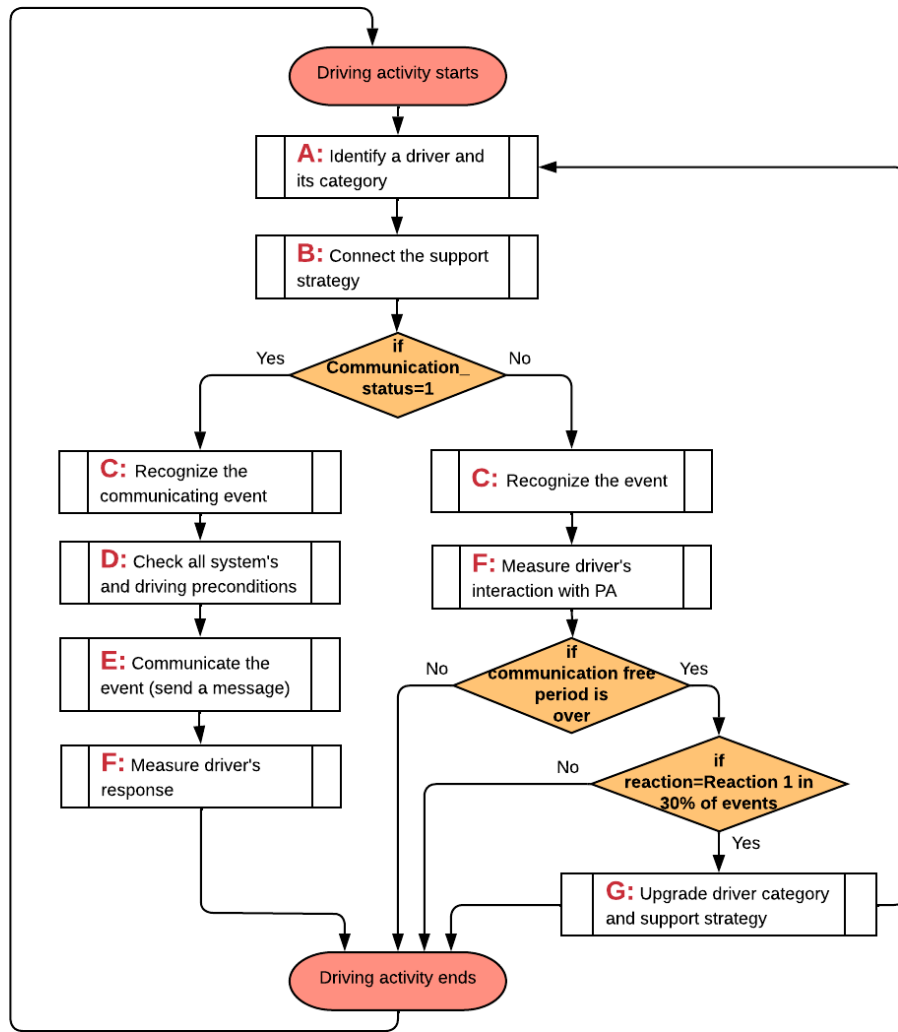 Driving activity starts
A: Identify a driver and
its category
B: Connect the support
strategy
if
Communication_
status=1
Yes
No
C: Recognize the
communicating event
D: Check all system's
and driving preconditions
E: Communicate the
event (send a message)
F: Measure driver's
response
C: Recognize the event
F: Measure driver's
interaction with PA
if
communication free
period is
over
No
Yes
if
reaction=Reaction 1 in
30% of events
No
Yes
G: Upgrade driver category
and support strategy
Driving activity ends